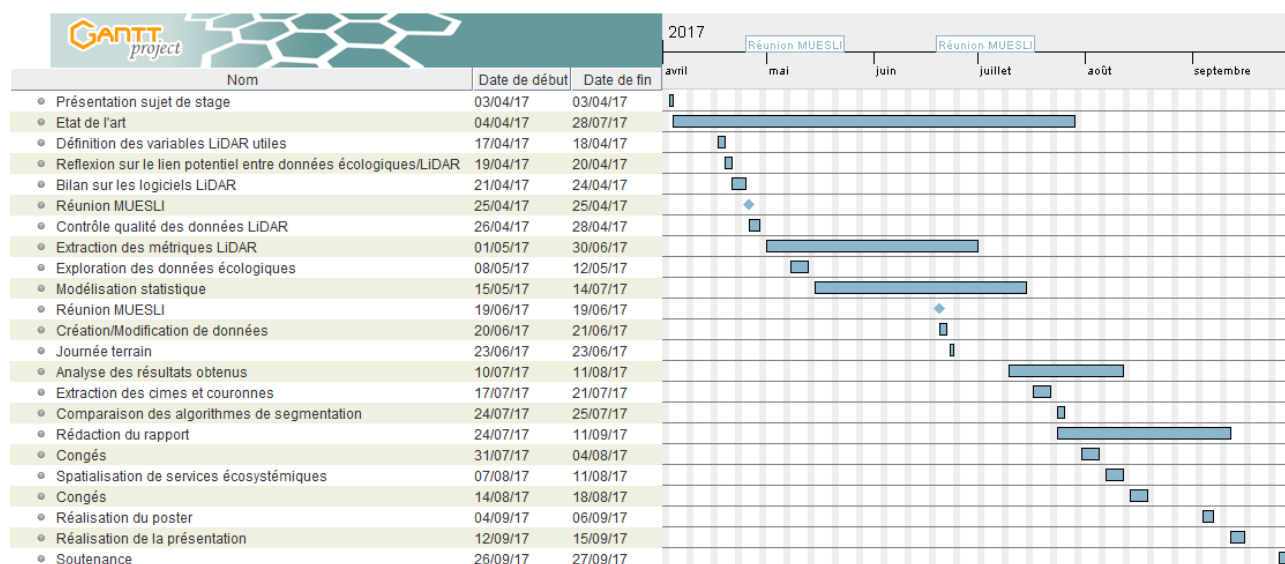 GANTT
project
2017
Réunion MUESLI Réunion MUESLI
Nom Date de début Date de fin avril mai juin juillet août septembre
Présentation sujet de stage 03/04/17 03/04/17
Etat de l'art 04/04/17 28/07/17
Définition des variables LiDAR utiles 17/04/17 18/04/17
Reflexion sur le lien potentiel entre données écologiques/LiDAR 19/04/17 20/04/17
Bilan sur les logiciels LiDAR 21/04/17 24/04/17
Réunion MUESLI 25/04/17 25/04/17
Contrôle qualité des données LiDAR 26/04/17 28/04/17
Extraction des métriques LiDAR 01/05/17 30/06/17
Exploration des données écologiques 08/05/17 12/05/17
Modélisation statistique 15/05/17 14/07/17
Réunion MUESLI 19/06/17 19/06/17
Création/Modification de données 20/06/17 21/06/17
Journée terrain 23/06/17 23/06/17
Analyse des résultats obtenus 10/07/17 11/08/17
Extraction des cimes et couronnes 17/07/17 21/07/17
Comparaison des algorithmes de segmentation 24/07/17 25/07/17
Rédaction du rapport 24/07/17 11/09/17
Congés 31/07/17 04/08/17
Spatialisation de services écosystémiques 07/08/17 11/08/17
Congés 14/08/17 18/08/17
Réalisation du poster 04/09/17 06/09/17
Réalisation de la présentation 12/09/17 15/09/17
Soutenance 26/09/17 27/09/17